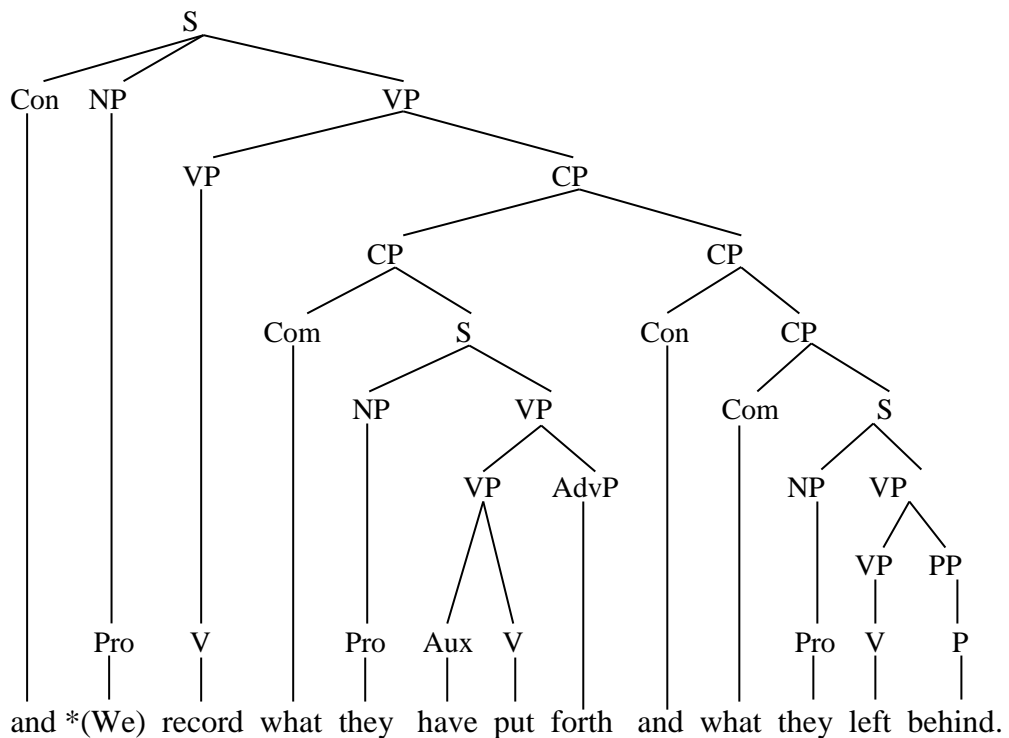 S
Con NP VP
VP CP
CP CP
Com S Con CP
NP VP Com S
VP AdvP NP VP
VP PP
Pro V Pro Aux V Pro V P
and *(We) record what they have put forth and what they left behind.